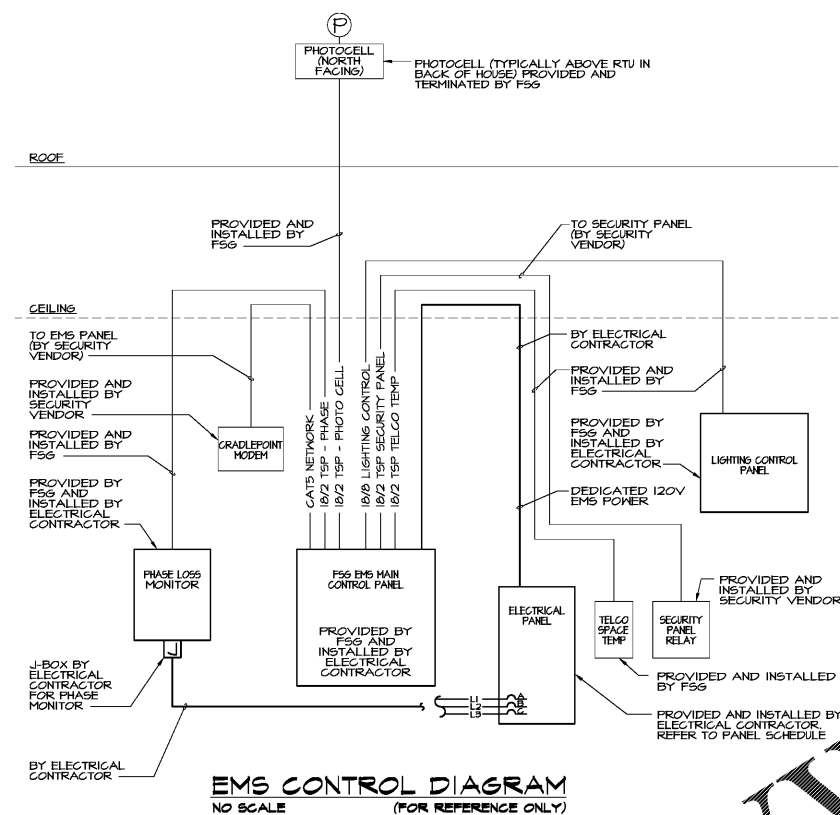 P
PHOTOCELL
(NORTH
FACING)
PHOTOCELL (TYPICALLY ABOVE RTU IN
BACK OF HOUSE) PROVIDED AND
TERMINATED BY FSG
ROOF
PROVIDED AND
INSTALLED BY
FSG
TO SECURITY PANEL
(BY SECURITY
VENDOR)
CEILING
TO EMS PANEL
(BY SECURITY
VENDOR)
BY ELECTRICAL
CONTRACTOR
PROVIDED AND
INSTALLED BY
FSG
PROVIDED AND
INSTALLED BY
SECURITY
VENDOR
CRADLEPOINT
MODEM
CAT5 NETWORK
18/2 TSP - PHASE
18/2 TSP - PHOTO CELL
18/8 LIGHTING CONTROL
18/2 TSP SECURITY PANEL
18/2 TSP TELCO TEMP
PROVIDED BY
FSG AND
INSTALLED BY
ELECTRICAL
CONTRACTOR
LIGHTING CONTROL
PANEL
PROVIDED AND
INSTALLED BY
FSG
PROVIDED BY
FSG AND
INSTALLED BY
ELECTRICAL
CONTRACTOR
DEDICATED 120V
EMS POWER
PHASE LOSS
MONITOR
J
FSG EMS MAIN
CONTROL PANEL
PROVIDED BY
FSG AND
INSTALLED BY
ELECTRICAL
CONTRACTOR
ELECTRICAL
PANEL
TELCO
SPACE
TEMP
SECURITY
PANEL
RELAY
PROVIDED AND
INSTALLED BY
SECURITY VENDOR
J-BOX BY
ELECTRICAL
CONTRACTOR
FOR PHASE
MONITOR
L1 A
L2 B
L3 C
PROVIDED AND INSTALLED
BY FSG
PROVIDED AND INSTALLED BY
ELECTRICAL CONTRACTOR.
REFER TO PANEL SCHEDULE
BY ELECTRICAL
CONTRACTOR
EMS CONTROL DIAGRAM
NO SCALE (FOR REFERENCE ONLY)